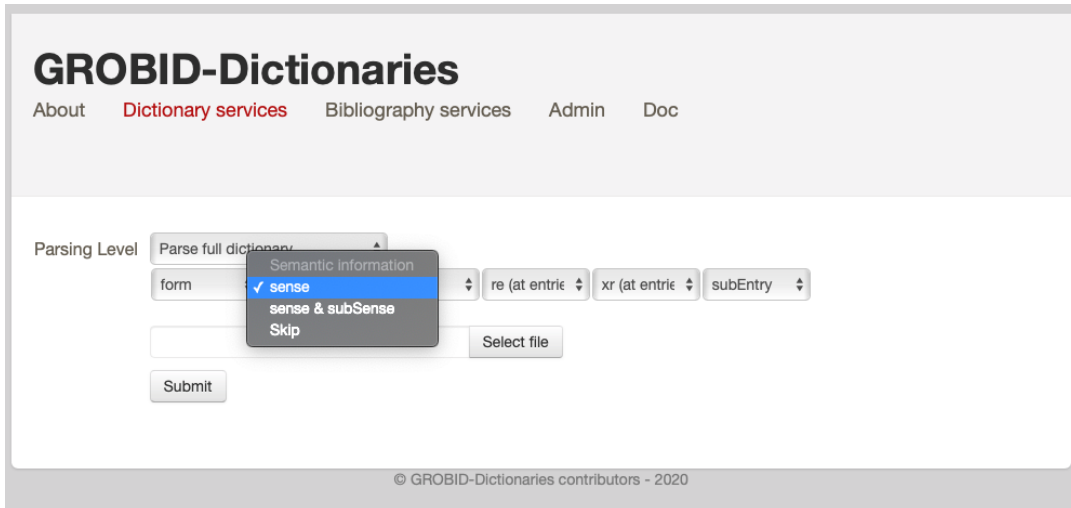 GROBID-Dictionaries
About Dictionary services Bibliography services Admin Doc
Parsing Level Parse full dictionary
Semantic information
form ✓ sense re (at entrie xr (at entrie subEntry
sense & subSense
Skip
Select file
Submit
© GROBID-Dictionaries contributors - 2020